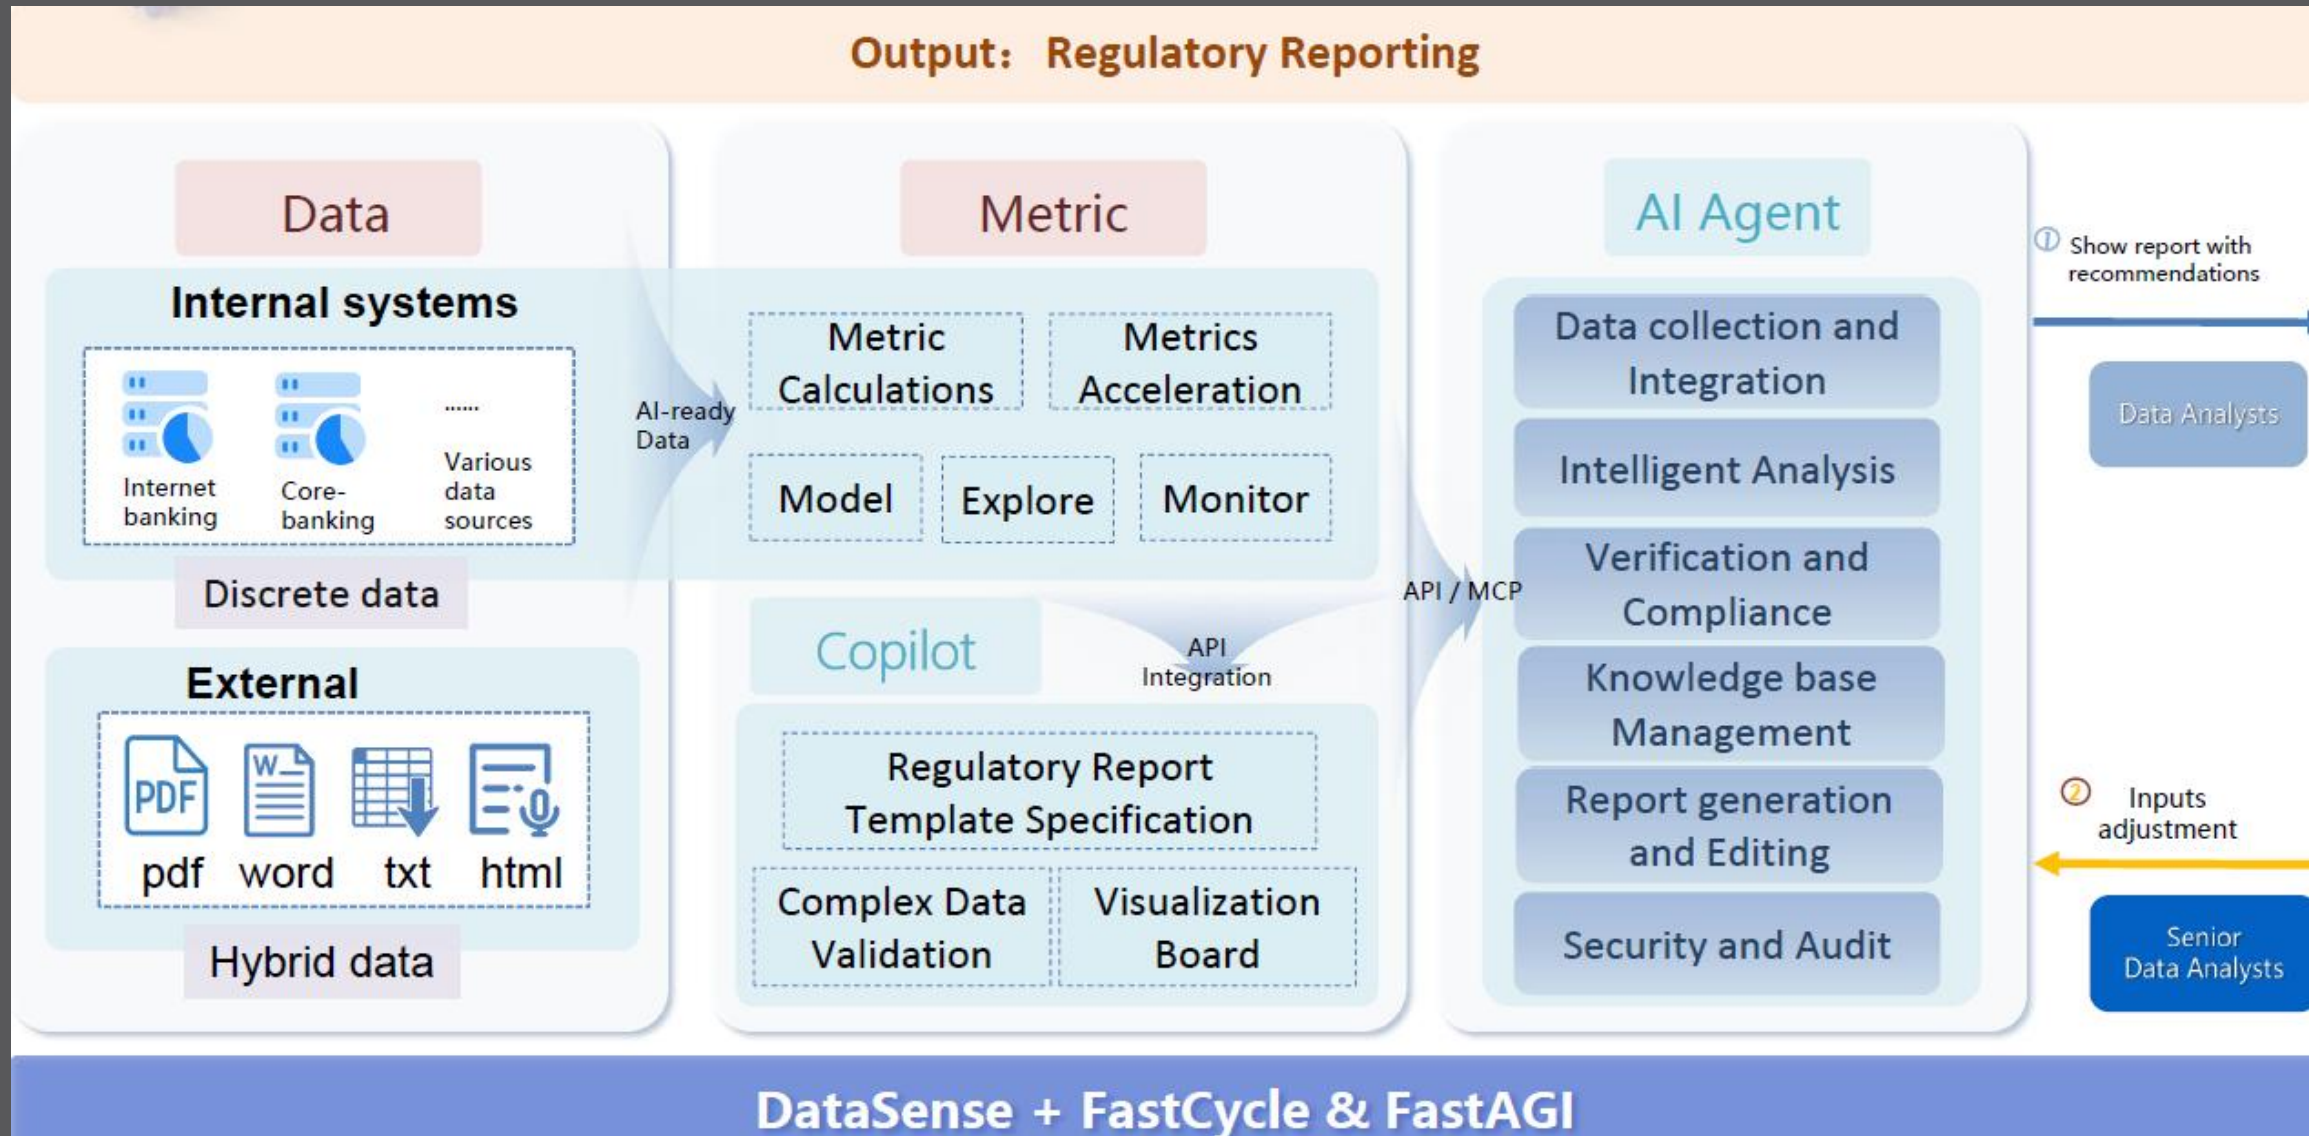 Output： Regulatory Reporting
Data
Internal systems
Internet
banking
Core-
banking
......
Various
data
sources
Discrete data
External
PDF
W
pdf
word
txt
html
Hybrid data
AI-ready
Data
Metric
Metric
Calculations
Metrics
Acceleration
Model
Explore
Monitor
Copilot
API
Integration
Regulatory Report
Template Specification
Complex Data
Validation
Visualization
Board
API / MCP
AI Agent
Data collection and
Integration
Intelligent Analysis
Verification and
Compliance
Knowledge base
Management
Report generation
and Editing
Security and Audit
① Show report with
recommendations
Data Analysts
② Inputs
adjustment
Senior
Data Analysts
DataSense + FastCycle & FastAGI